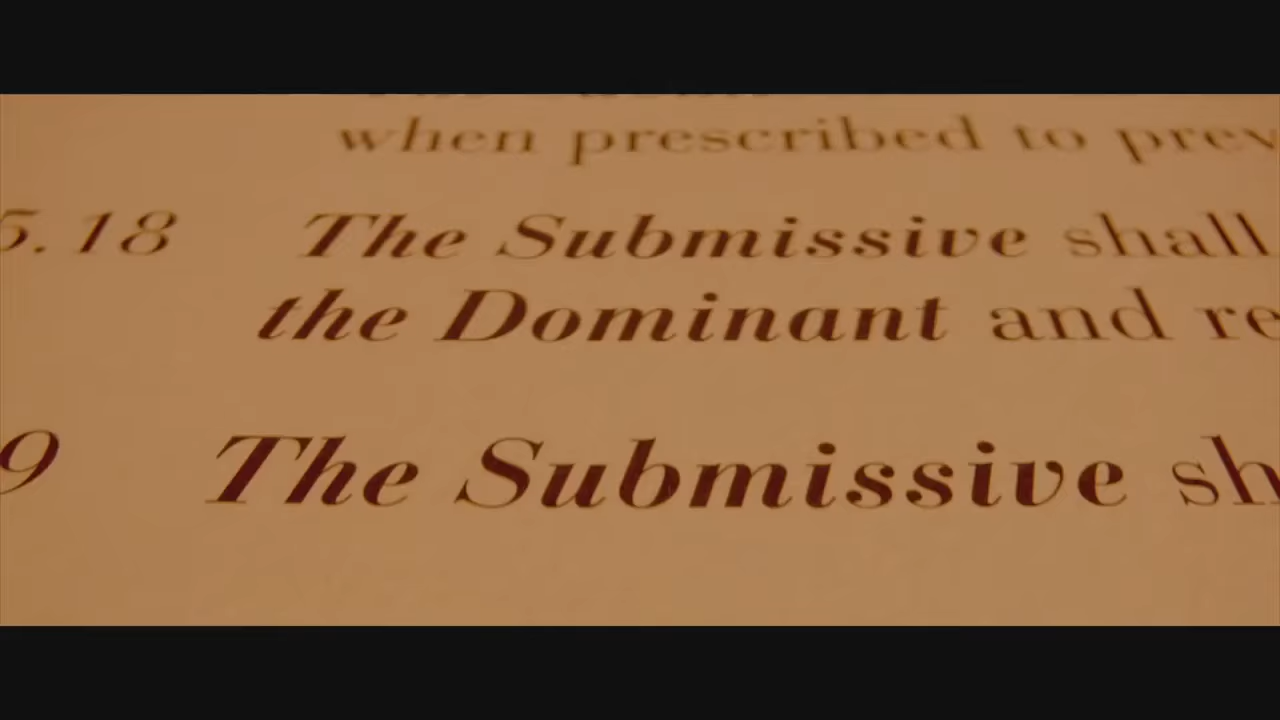 when prescribed to prev
5.18 The Submissive shall
the Dominant and re
9 The Submissive sh